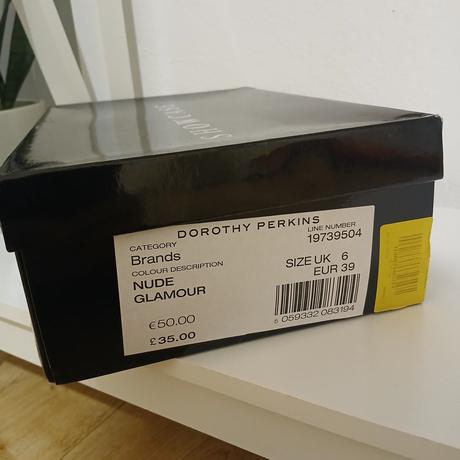 SHOWCASE
DOROTHY PERKINS
CATEGORY
Brands
COLOUR DESCRIPTION
NUDE
GLAMOUR
€50.00
£35.00
LINE NUMBER
19739504
SIZE UK 6
EUR 39
5 059332 083194